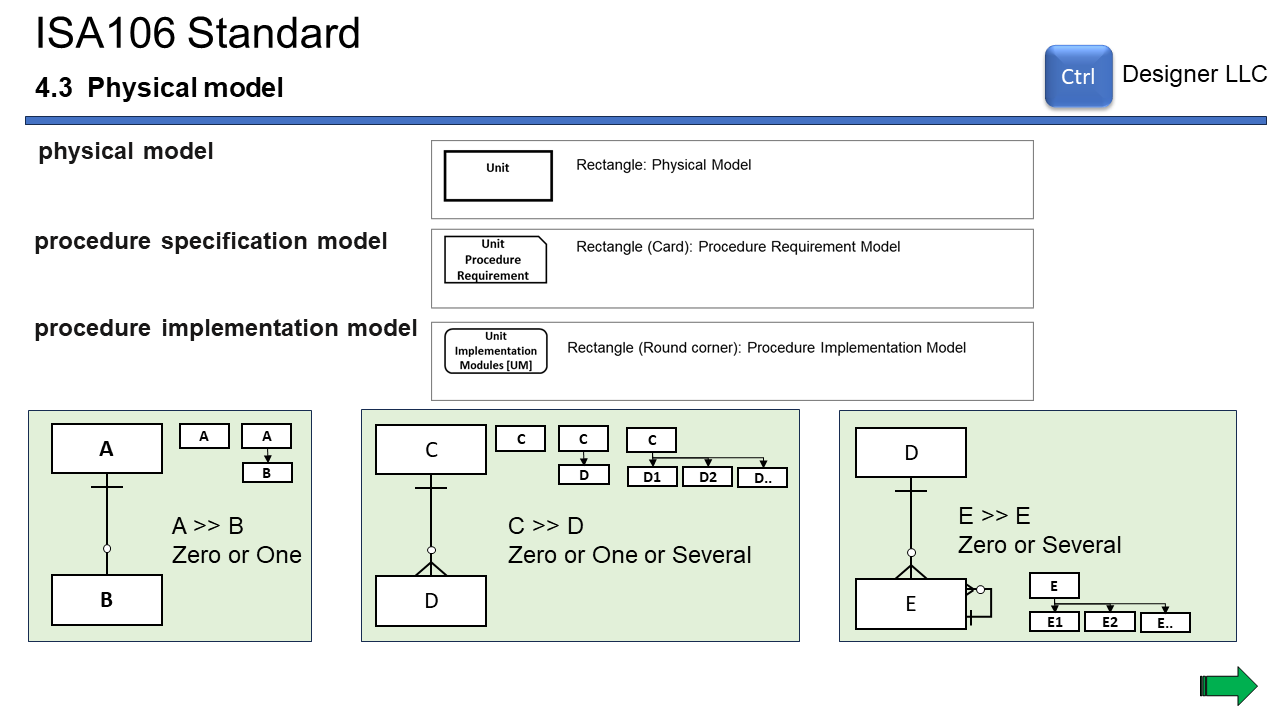 ISA106 Standard
4.3 Physical model
Ctrl
Designer LLC
physical model
Unit
Rectangle: Physical Model
procedure specification model
Unit
Procedure
Requirement
Rectangle (Card): Procedure Requirement Model
procedure implementation model
Unit
Implementation
Modules [UM]
Rectangle (Round corner): Procedure Implementation Model
A
A
A
B
A >> B
Zero or One
B
C
C
C
C
D
D1
D2
D..
C >> D
Zero or One or Several
D
D
E >> E
Zero or Several
E
E
E1
E2
E..